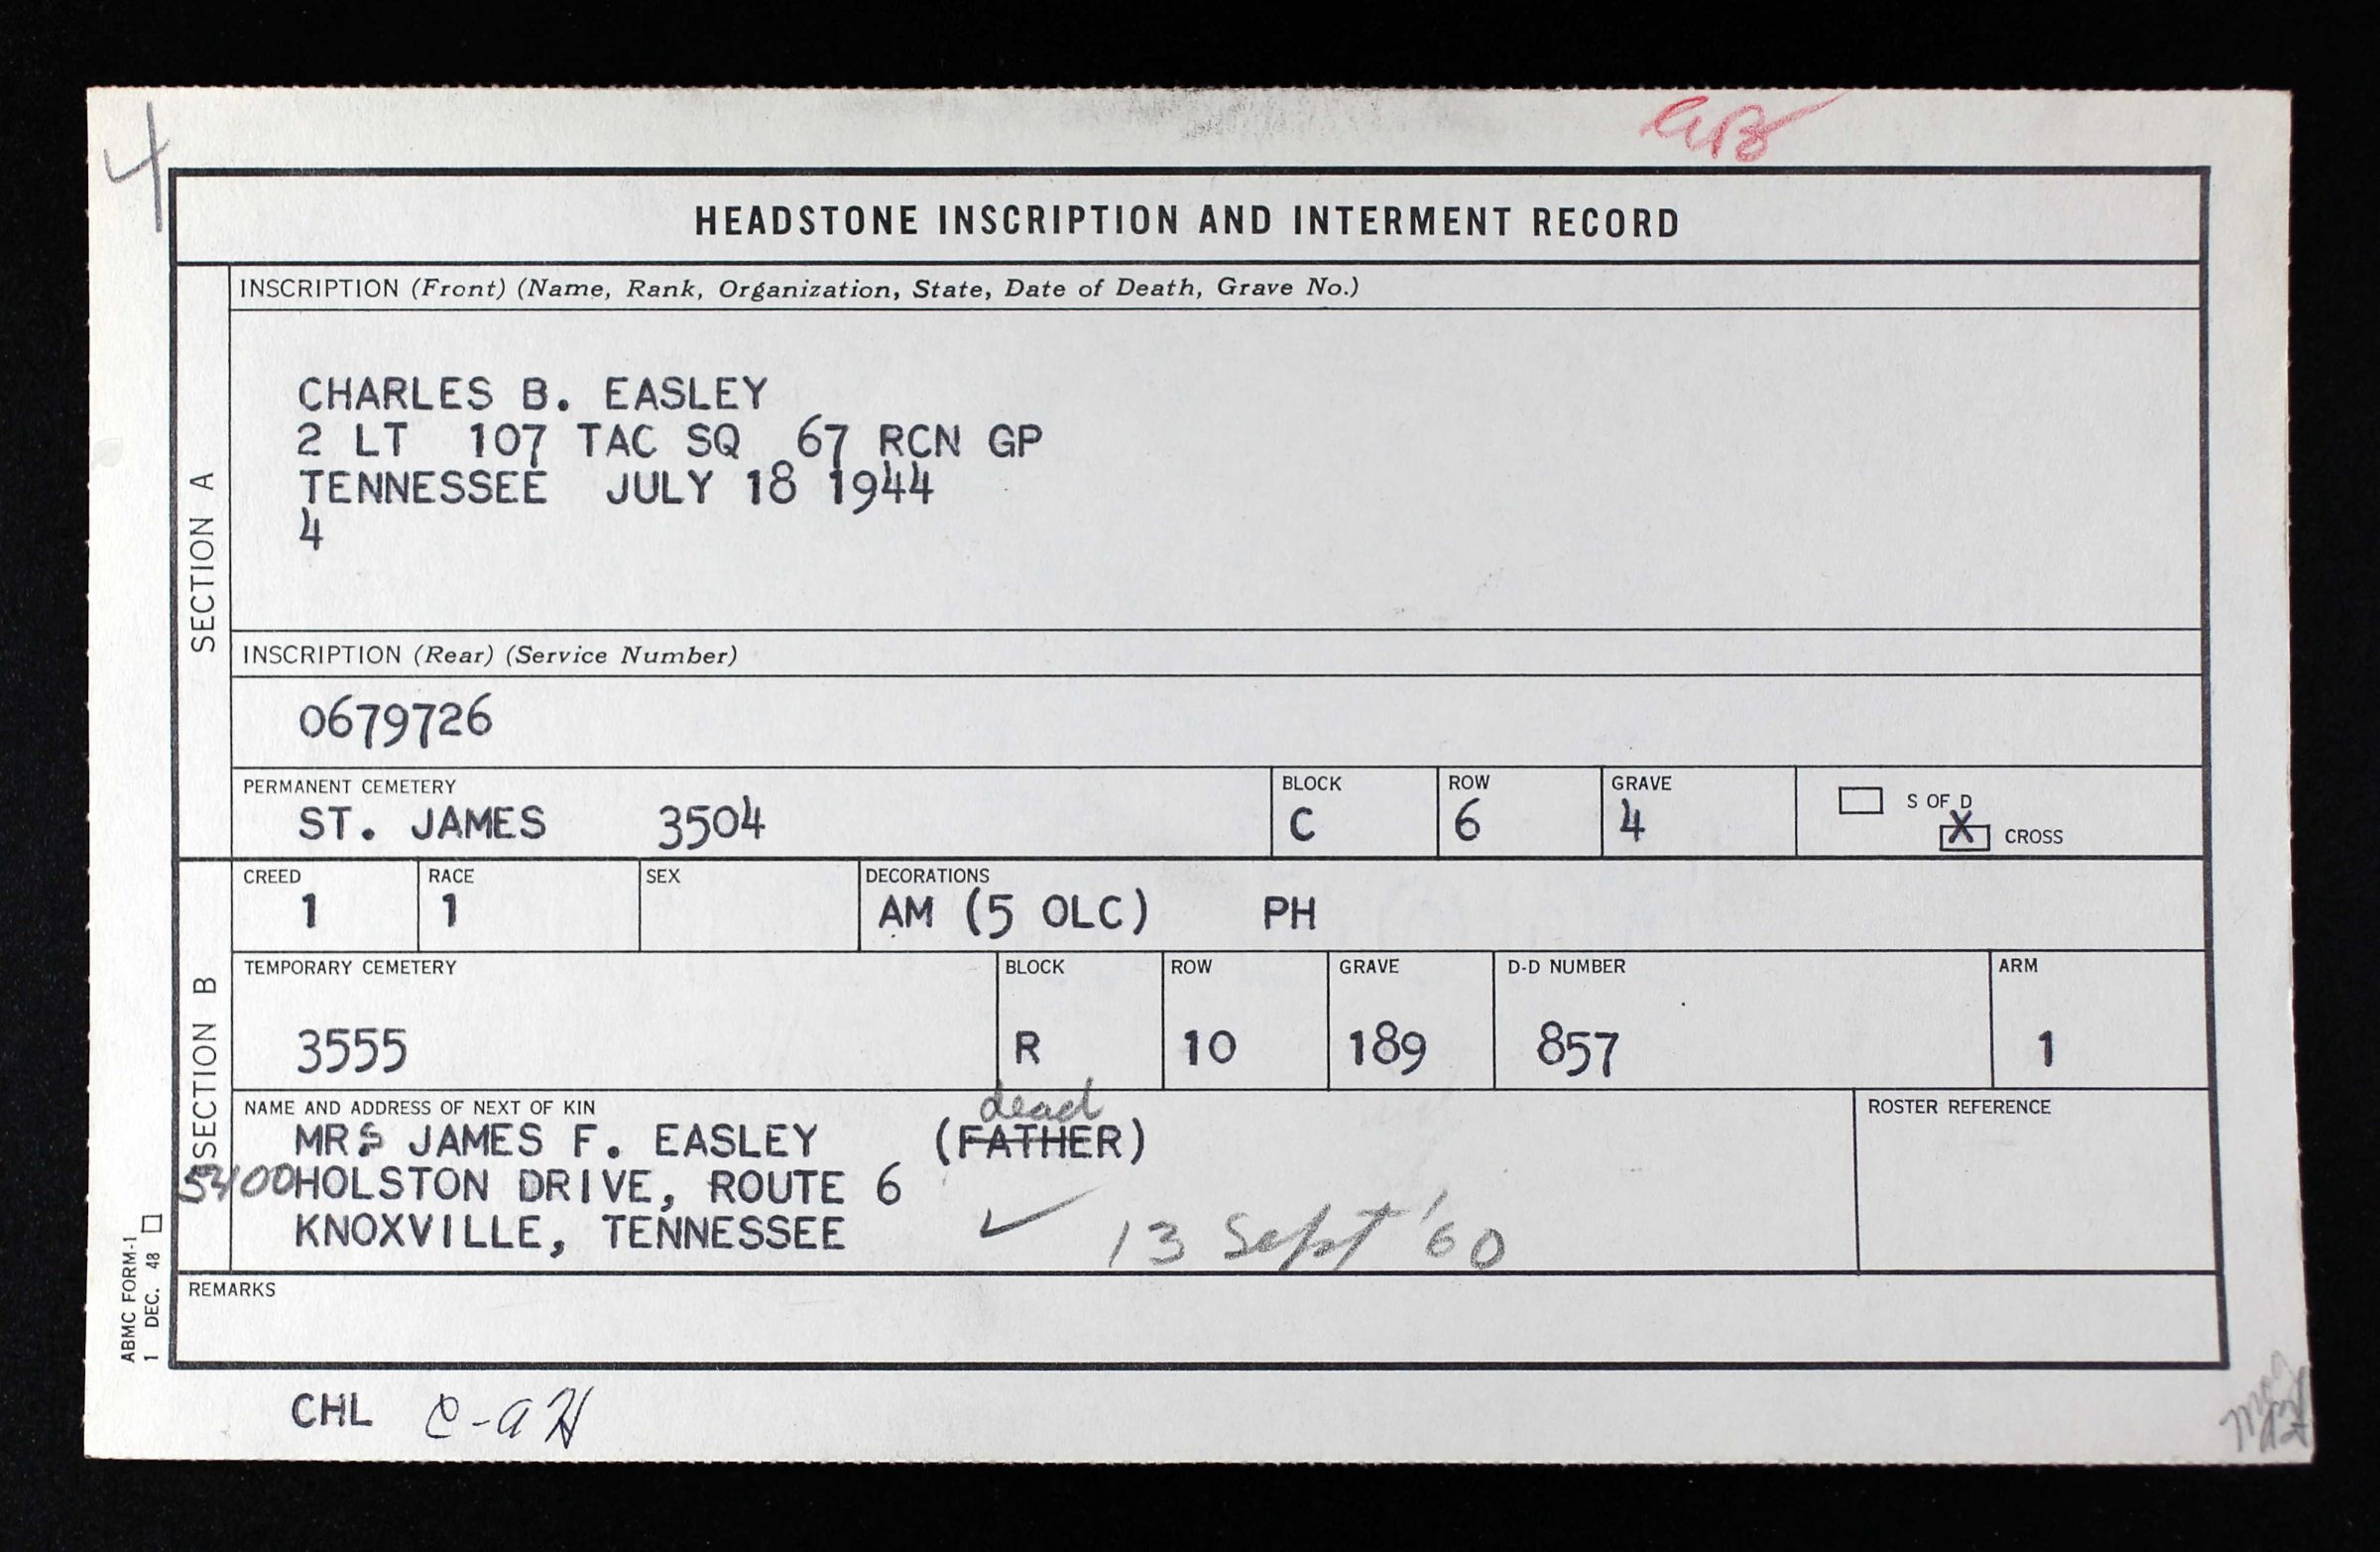 4
HEADSTONE INSCRIPTION AND INTERMENT RECORD
SECTION A
INSCRIPTION (Front) (Name, Rank, Organization, State, Date of Death, Grave No.)
CHARLES B. EASLEY
2 LT 107 TAC SQ 67 RCN GP
TENNESSEE JULY 18 1944
4
INSCRIPTION (Rear) (Service Number)
0679726
PERMANENT CEMETERY BLOCK ROW GRAVE
ST. JAMES 3504 C 6 4
S OF D
X CROSS
SECTION B
CREED RACE SEX DECORATIONS
1 1 AM (5 OLC) PH
TEMPORARY CEMETERY BLOCK ROW GRAVE D-D NUMBER ARM
3555 R 10 189 857 1
NAME AND ADDRESS OF NEXT OF KIN ROSTER REFERENCE
dead
MRS JAMES F. EASLEY (FATHER)
5400 HOLSTON DRIVE, ROUTE 6
KNOXVILLE, TENNESSEE
13 Sept '60
REMARKS
ABMC FORM-1
1 DEC. 48
CHL C-aH